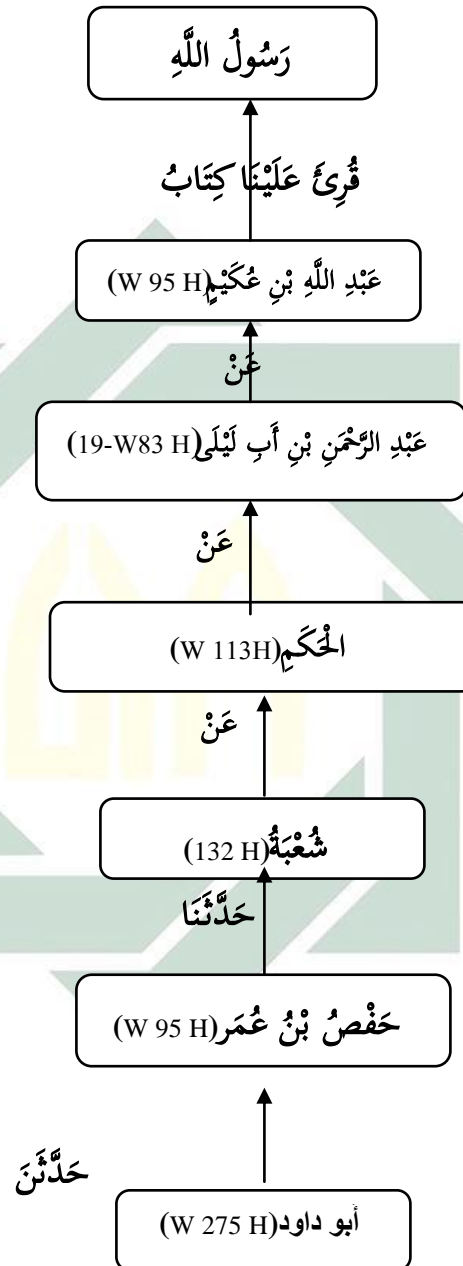 رَسُولُ اللَّهِ
قُرِئَ عَلَيْنَا كِتَابُ
عَبْدِ اللَّهِ بْنِ عُكَيْمٍ(W 95 H)
عَنْ
عَبْدِ الرَّحْمَنِ بْنِ أَبِ لَيْلَى(19-W83 H)
عَنْ
الْحَكَمِ(W 113H)
عَنْ
شُعْبَةُ(132 H)
حَدَّثَنَا
حَفْصُ بْنُ عُمَر(W 95 H)
حَدَّثَنَ
أبو داود(W 275 H)